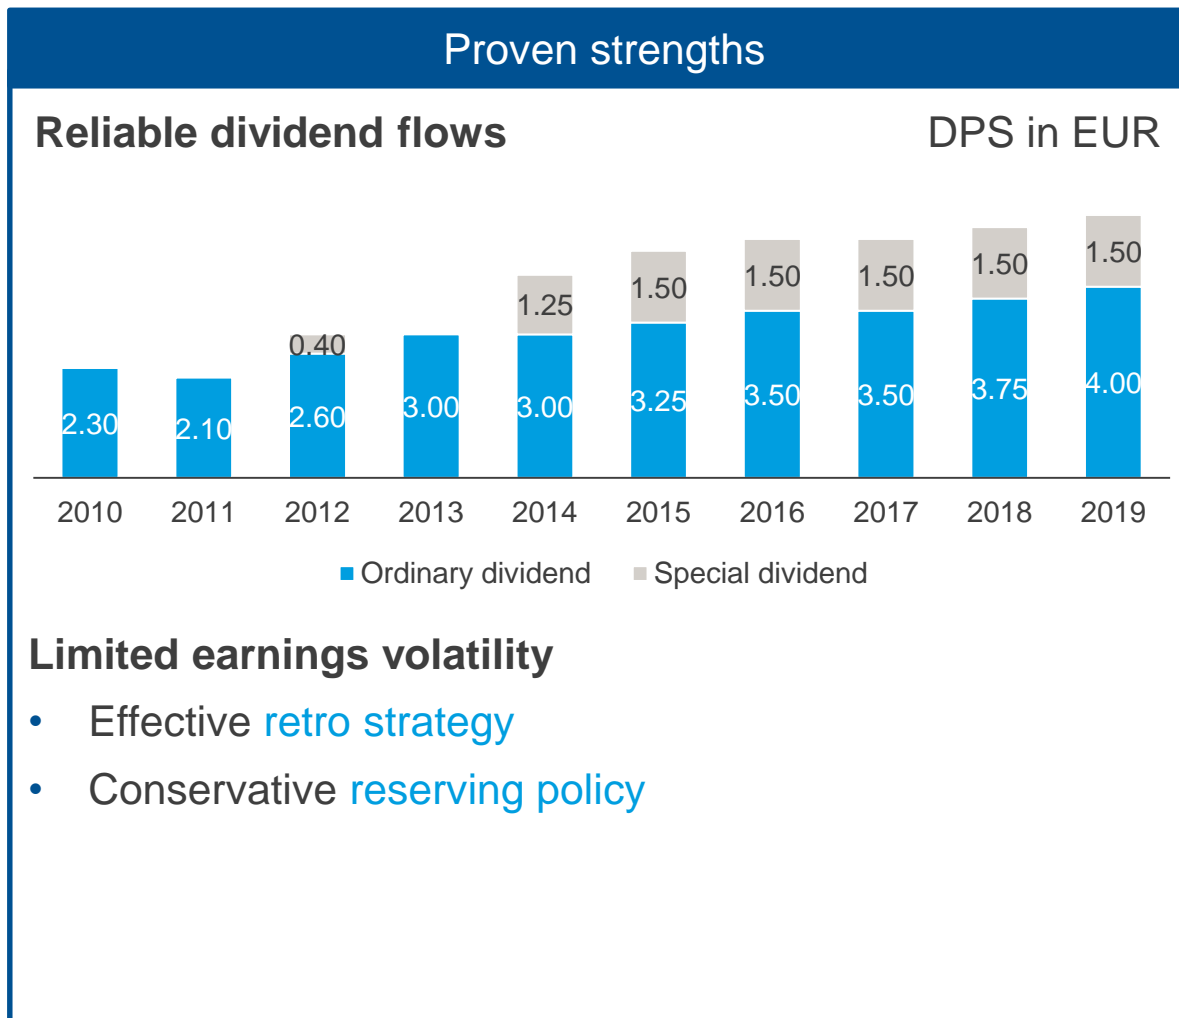 Proven strengths
Reliable dividend flows DPS in EUR
1.25 1.50 1.50 1.50 1.50 1.50
0.40
2.30 2.10 2.60 3.00 3.00 3.25 3.50 3.50 3.75 4.00
2010 2011 2012 2013 2014 2015 2016 2017 2018 2019
Ordinary dividend Special dividend
Limited earnings volatility
• Effective retro strategy
• Conservative reserving policy